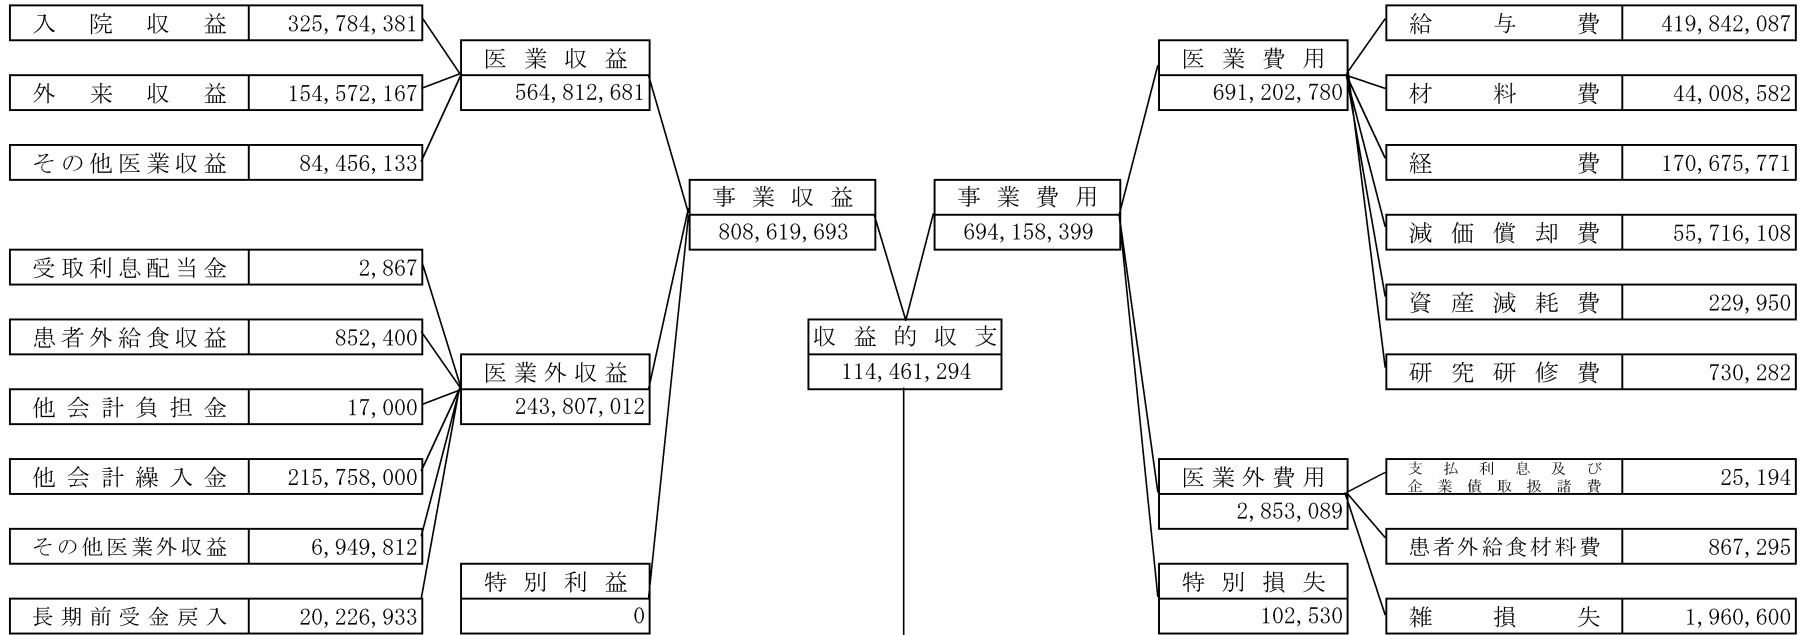 入院収益 325,784,381
外来収益 154,572,167
その他医業収益 84,456,133
医業収益
564,812,681
受取利息配当金 2,867
患者外給食収益 852,400
他会計負担金 17,000
他会計繰入金 215,758,000
その他医業外収益 6,949,812
長期前受金戻入 20,226,933
医業外収益
243,807,012
特別利益
0
事業収益
808,619,693
収益的収支
114,461,294
事業費用
694,158,399
医業費用
691,202,780
給与費 419,842,087
材料費 44,008,582
経費 170,675,771
減価償却費 55,716,108
資産減耗費 229,950
研究研修費 730,282
医業外費用
2,853,089
支払利息及び
企業債取扱諸費 25,194
患者外給食材料費 867,295
雑損失 1,960,600
特別損失
102,530